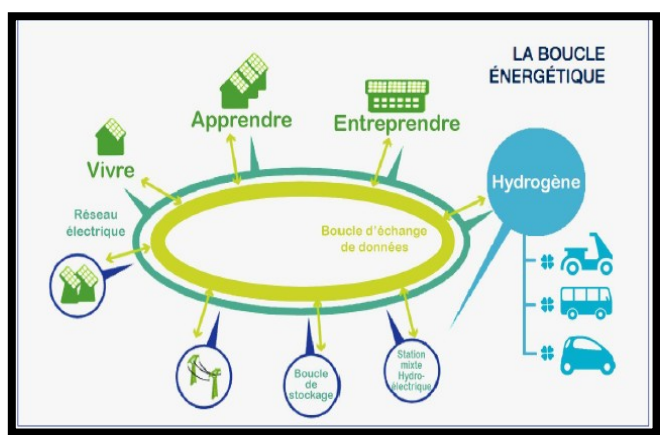 LA BOUCLE
ÉNERGÉTIQUE
Apprendre
Entreprendre
Vivre
Hydrogène
Réseau
électrique
Boucle d'échange
de données
Boucle
de
stockage
Station
mixte
Hydro-
électrique